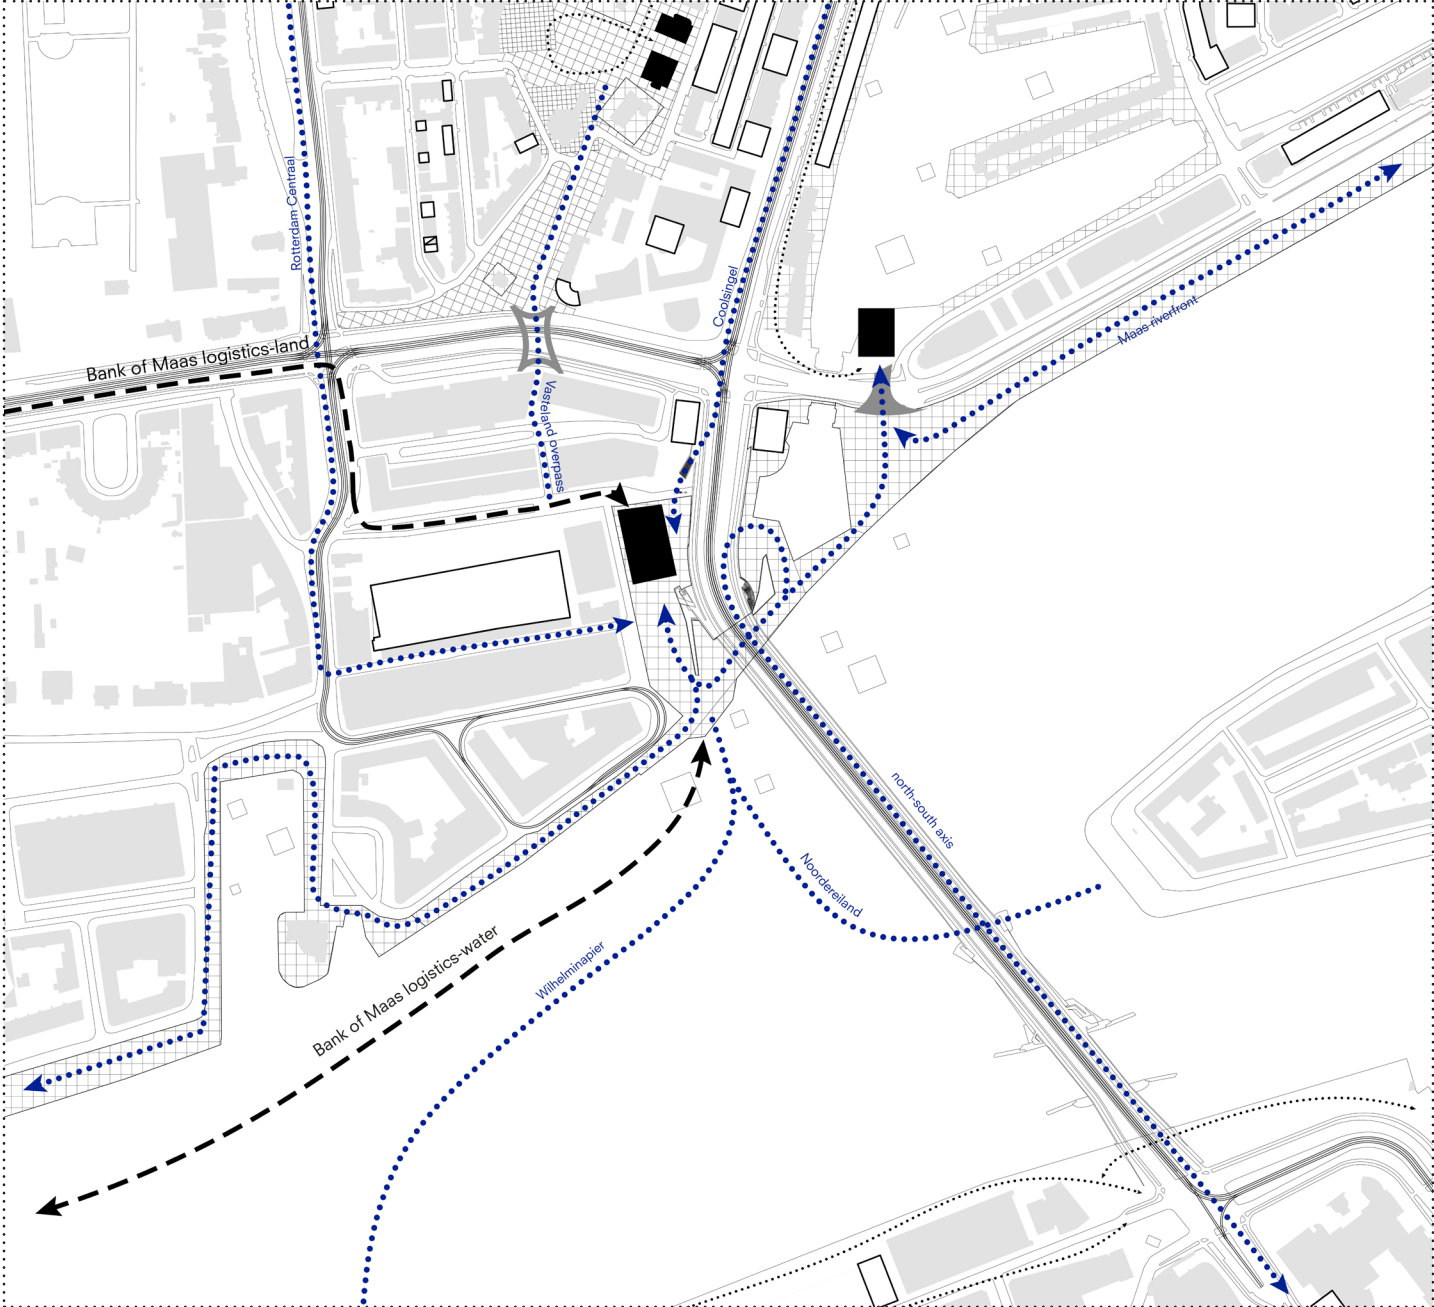 Rotterdam Centraal
Coolsingel
Maas riverfront
Bank of Maas logistics-land
Vasteland overpass
north-south axis
Noordereiland
Bank of Maas logistics-water
Wilhelminapier